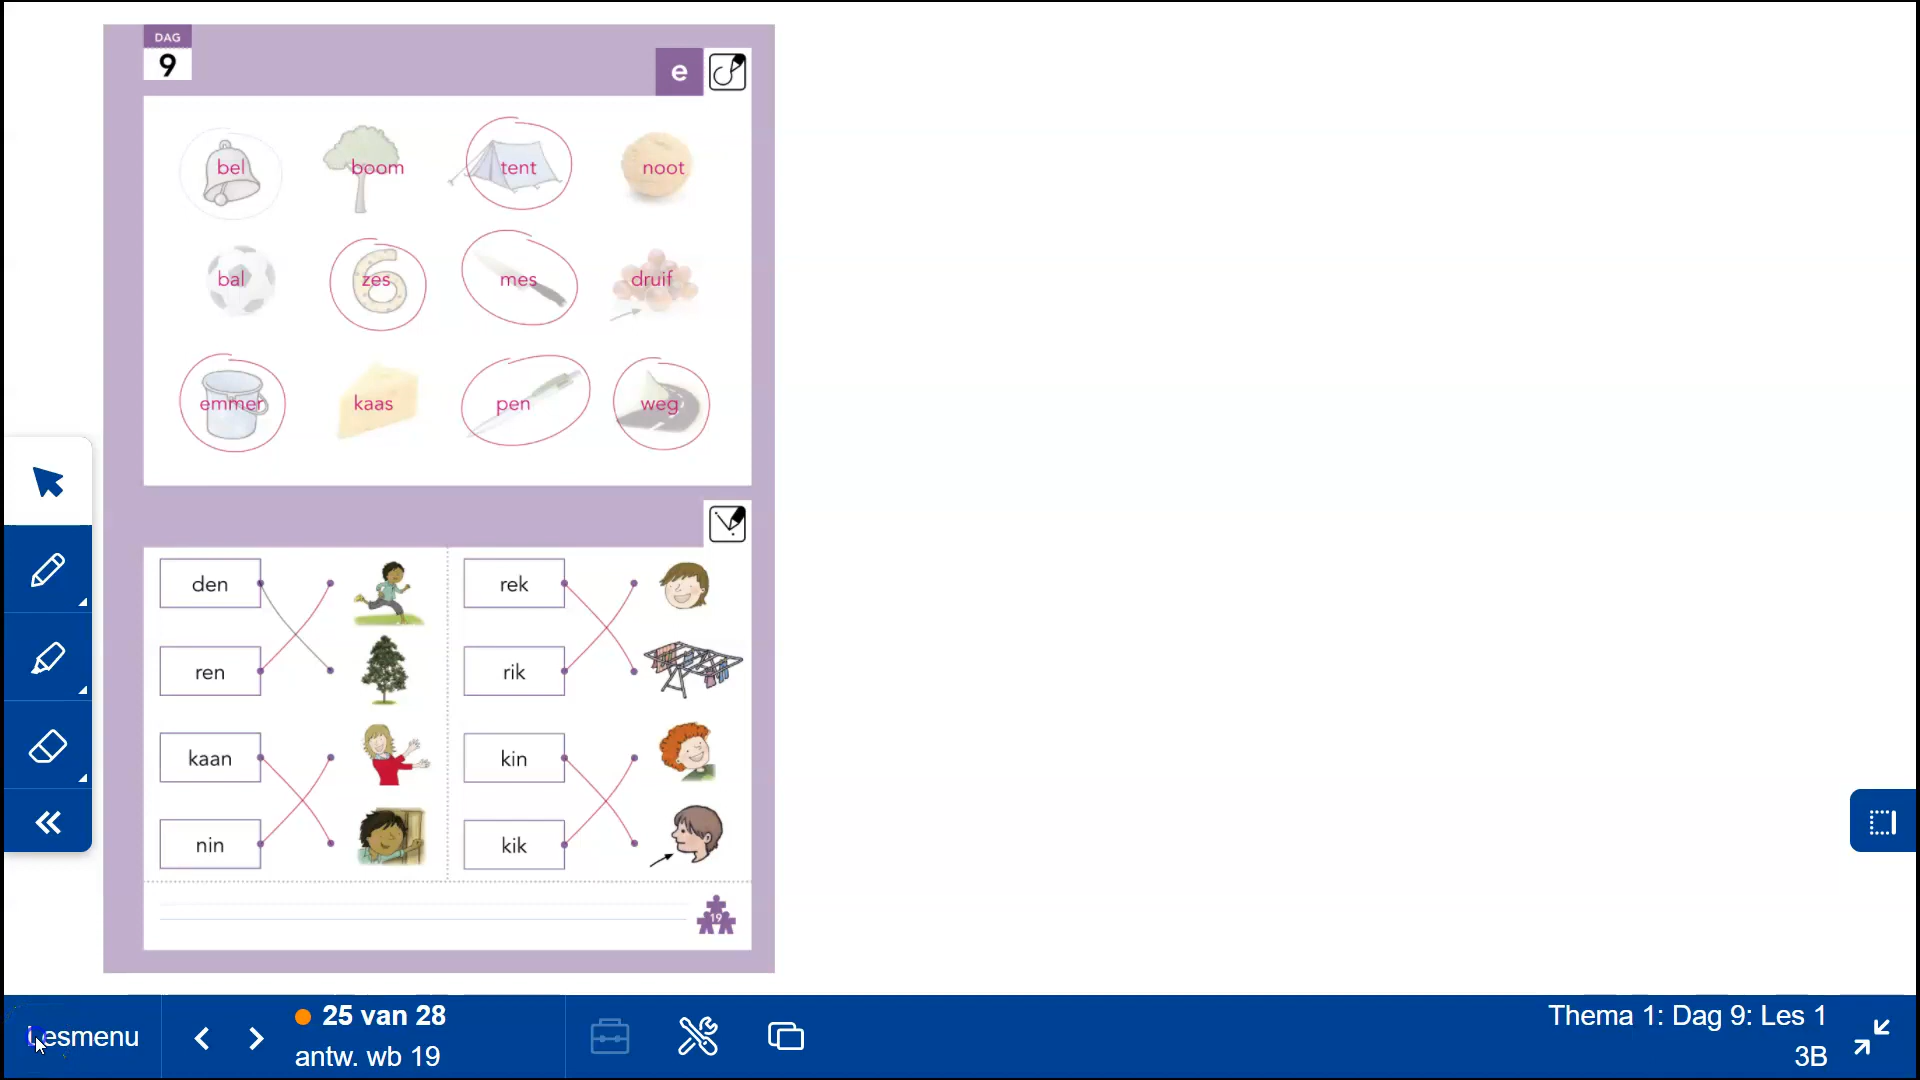 DAG
9
e
bel boom tent noot
bal zes mes druif
emmer kaas pen weg
den
ren
kaan
nin
rek
rik
kin
kik
19
Lesmenu
25 van 28
antw. wb 19
Thema 1: Dag 9: Les 1
3B